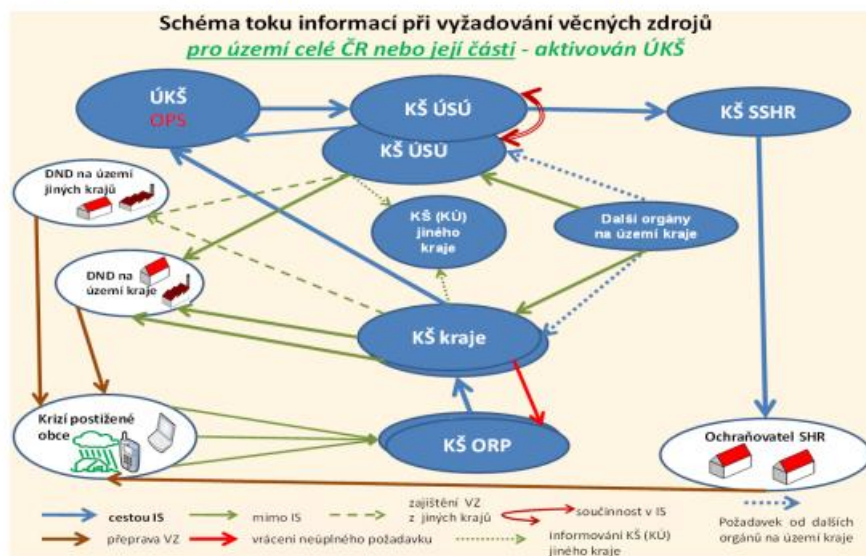 Schéma toku informací při vyžadování věcných zdrojů
pro území celé ČR nebo její části - aktivován ÚKŠ
ÚKŠ
OPS
KŠ ÚSÚ
KŠ SSHR
KŠ ÚSÚ
DND na území
jiných krajů
KŠ (KÚ)
jiného
kraje
Další orgány
na území kraje
DND na
území kraje
KŠ kraje
Krizí postižené
obce
KŠ ORP
Ochraňovatel SHR
cestou IS
mimo IS
zajištění VZ
z jiných krajů
součinnost v IS
Požadavek od dalších
orgánů na území kraje
přeprava VZ
vrácení neúplného požadavku
informování KŠ (KÚ)
jiného kraje